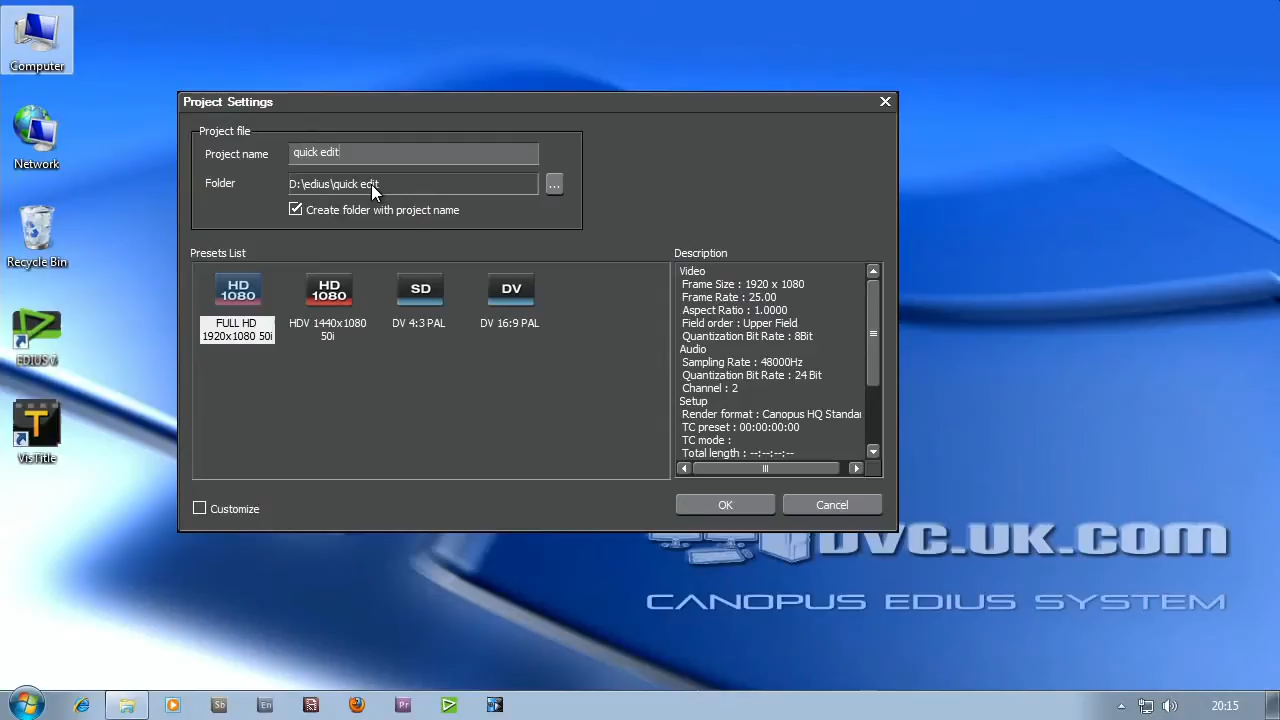 Computer
Network
Recycle Bin
EDIUS 6
T
VisTitle
Project Settings
Project file
Project name
quick edit
Folder
D:\edius\quick edit
...
Create folder with project name
Presets List
HD
1080
FULL HD
1920x1080 50i
HD
1080
HDV 1440x1080
50i
SD
DV 4:3 PAL
DV
DV 16:9 PAL
Description
Video
Frame Size : 1920 x 1080
Frame Rate : 25.00
Aspect Ratio : 1.0000
Field order : Upper Field
Quantization Bit Rate : 8Bit
Audio
Sampling Rate : 48000Hz
Quantization Bit Rate : 24 Bit
Channel : 2
Setup
Render format : Canopus HQ Standar
TC preset : 00:00:00:00
TC mode :
Total length : --:--:--:--
Customize
OK
Cancel
DVC.UK.COM
CANOPUS EDIUS SYSTEM
Sb
En
Pr
20:15